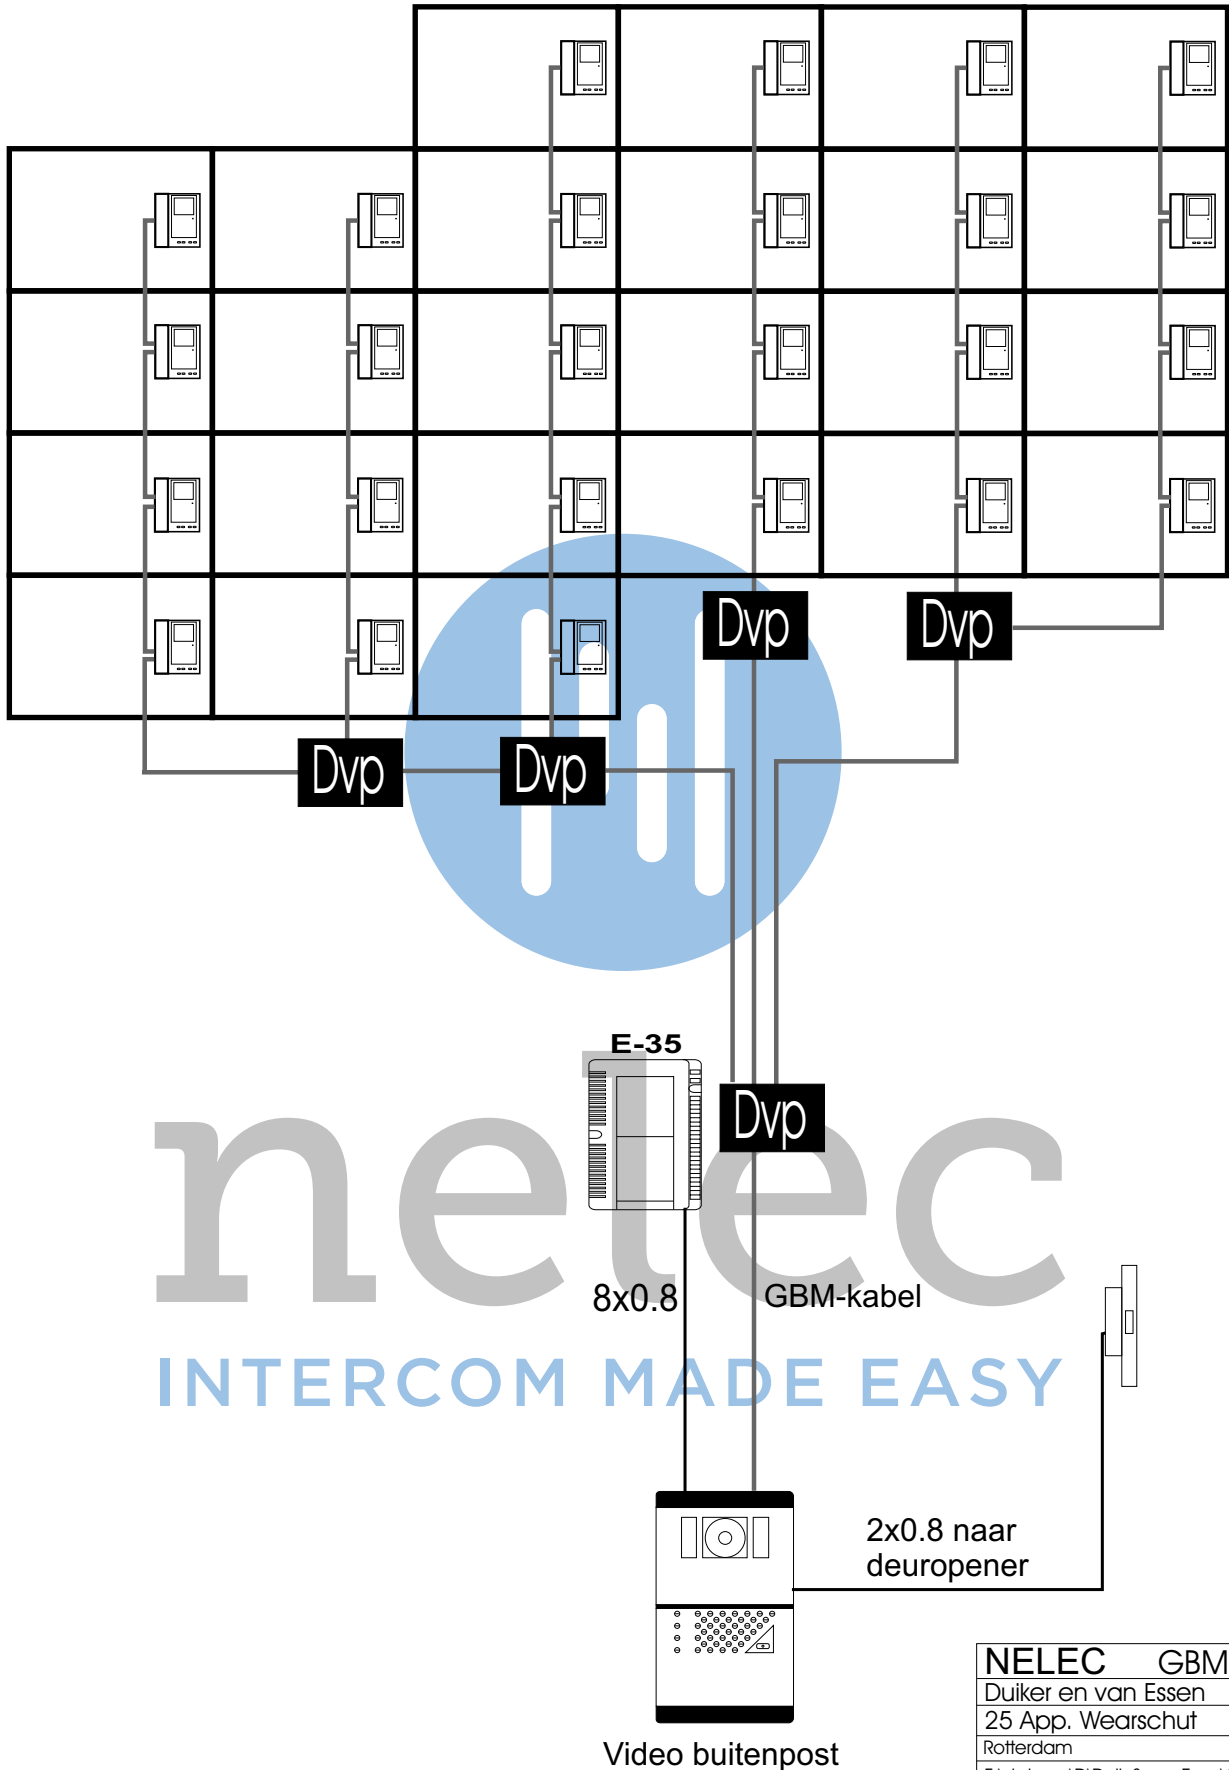 Dvp
Dvp
Dvp
Dvp
E-35
Dvp
nelec
8x0.8
GBM-kabel
INTERCOM MADE EASY
2x0.8 naar
deuropener
Video buitenpost
NELEC GBM
Duiker en van Essen
25 App. Wearschut
Rotterdam